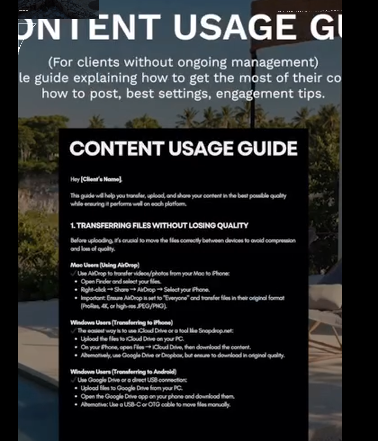 ONTENT USAGE GU
(For clients without ongoing management)
le guide explaining how to get the most of their co
how to post, best settings, engagement tips.
CONTENT USAGE GUIDE
Hey [Client's Name],
This guide will help you transfer, upload, and share your content in the best possible quality
while ensuring it performs well on each platform.
1. TRANSFERRING FILES WITHOUT LOSING QUALITY
Before uploading, it's crucial to move the files correctly between devices to avoid compression
and loss of quality.
Mac Users (Using AirDrop)
✓ Use AirDrop to transfer videos/photos from your Mac to iPhone:
• Open Finder and select your files.
• Right-click → Share → AirDrop → Select your iPhone.
• Important: Ensure AirDrop is set to "Everyone" and transfer files in their original format
(ProRes, 4K, or high-res JPEG/PNG).
Windows Users (Transferring to iPhone)
✓ The easiest way is to use iCloud Drive or a tool like Snapdrop.net:
• Upload the files to iCloud Drive on your PC.
• On your iPhone, open Files → iCloud Drive, then download the content.
• Alternatively, use Google Drive or Dropbox, but ensure to download in original quality.
Windows Users (Transferring to Android)
✓ Use Google Drive or a direct USB connection:
• Upload files to Google Drive from your PC.
• Open the Google Drive app on your phone and download them.
• Alternative: Use a USB-C or OTG cable to move files manually.